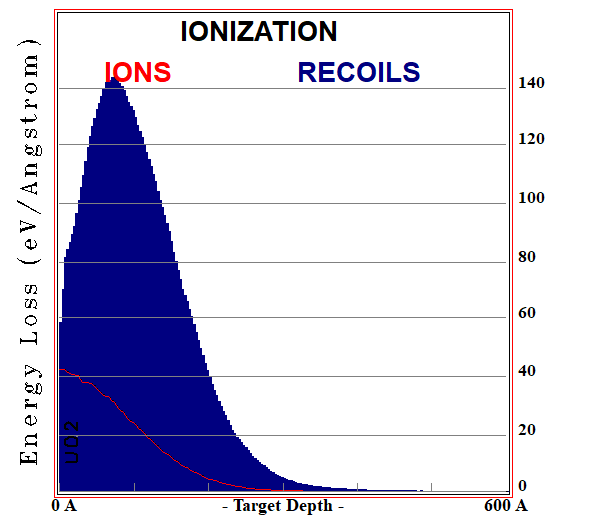 IONIZATION
IONS RECOILS
Energy Loss (eV/Angstrom)
140
120
100
80
60
40
20
0
UO2
0 A - Target Depth - 600 A